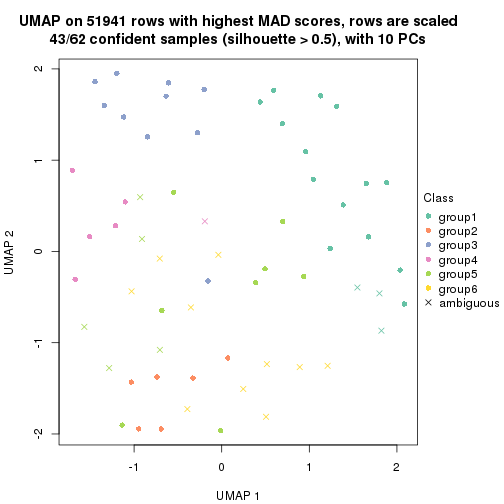 UMAP on 51941 rows with highest MAD scores, rows are scaled
43/62 confident samples (silhouette > 0.5), with 10 PCs
2
1
0
-1
-2
UMAP 2
-1
0
1
2
UMAP 1
Class
group1
group2
group3
group4
group5
group6
ambiguous